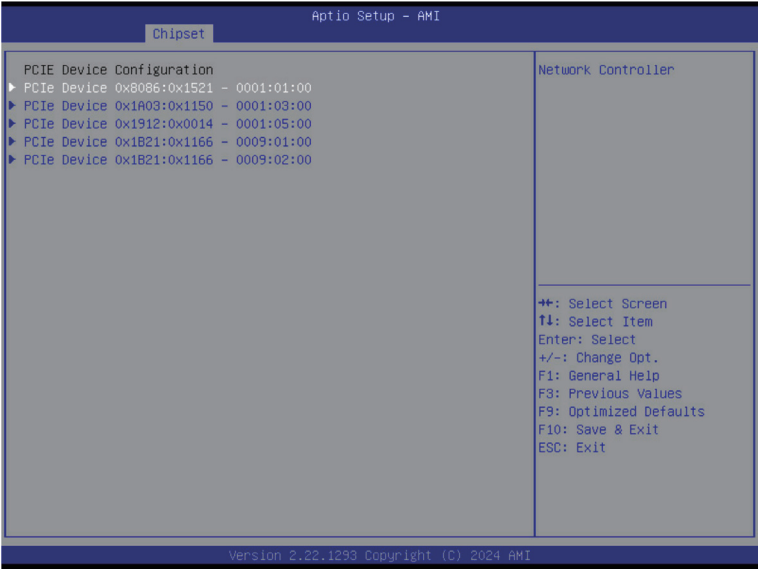 Aptio Setup – AMI
Chipset
PCIE Device Configuration
PCIe Device 0x8086:0x1521 – 0001:01:00
PCIe Device 0x1A03:0x1150 – 0001:03:00
PCIe Device 0x1912:0x0014 – 0001:05:00
PCIe Device 0x1B21:0x1166 – 0009:01:00
PCIe Device 0x1B21:0x1166 – 0009:02:00
Network Controller
→←: Select Screen
↑↓: Select Item
Enter: Select
+/-: Change Opt.
F1: General Help
F3: Previous Values
F9: Optimized Defaults
F10: Save & Exit
ESC: Exit
Version 2.22.1293 Copyright (C) 2024 AMI